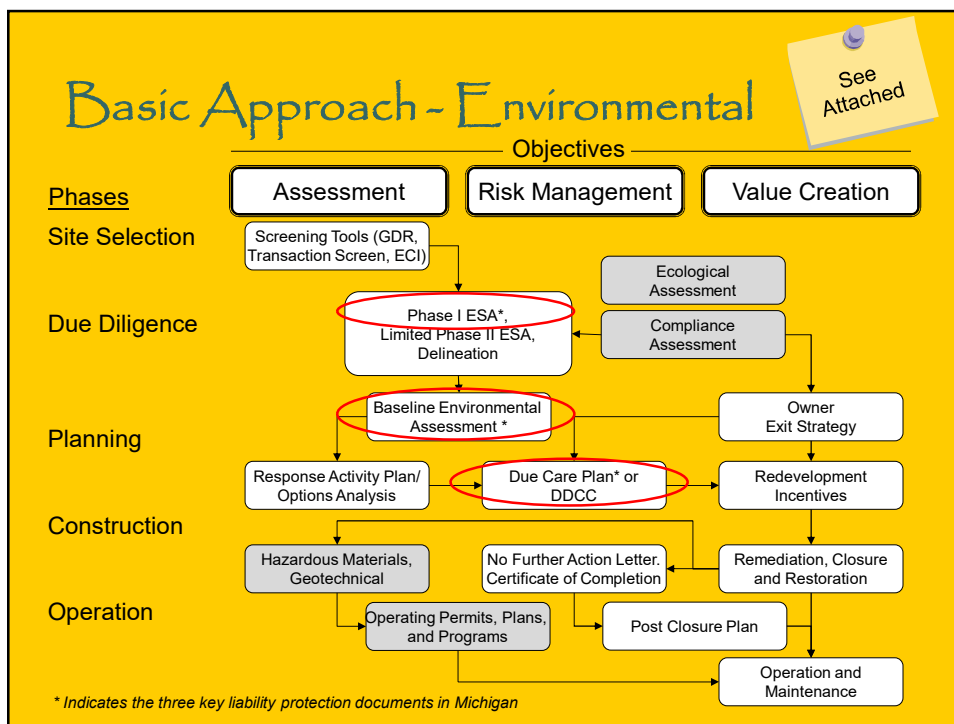 See
Attached
Basic Approach - Environmental
Objectives
Phases
Assessment
Risk Management
Value Creation
Site Selection
Screening Tools (GDR,
Transaction Screen, ECI)
Ecological
Assessment
Due Diligence
Phase I ESA*,
Limited Phase II ESA,
Delineation
Compliance
Assessment
Baseline Environmental
Assessment *
Owner
Exit Strategy
Planning
Response Activity Plan/
Options Analysis
Due Care Plan* or
DDCC
Redevelopment
Incentives
Construction
Hazardous Materials,
Geotechnical
No Further Action Letter.
Certificate of Completion
Remediation, Closure
and Restoration
Operation
Operating Permits, Plans,
and Programs
Post Closure Plan
Operation and
Maintenance
* Indicates the three key liability protection documents in Michigan